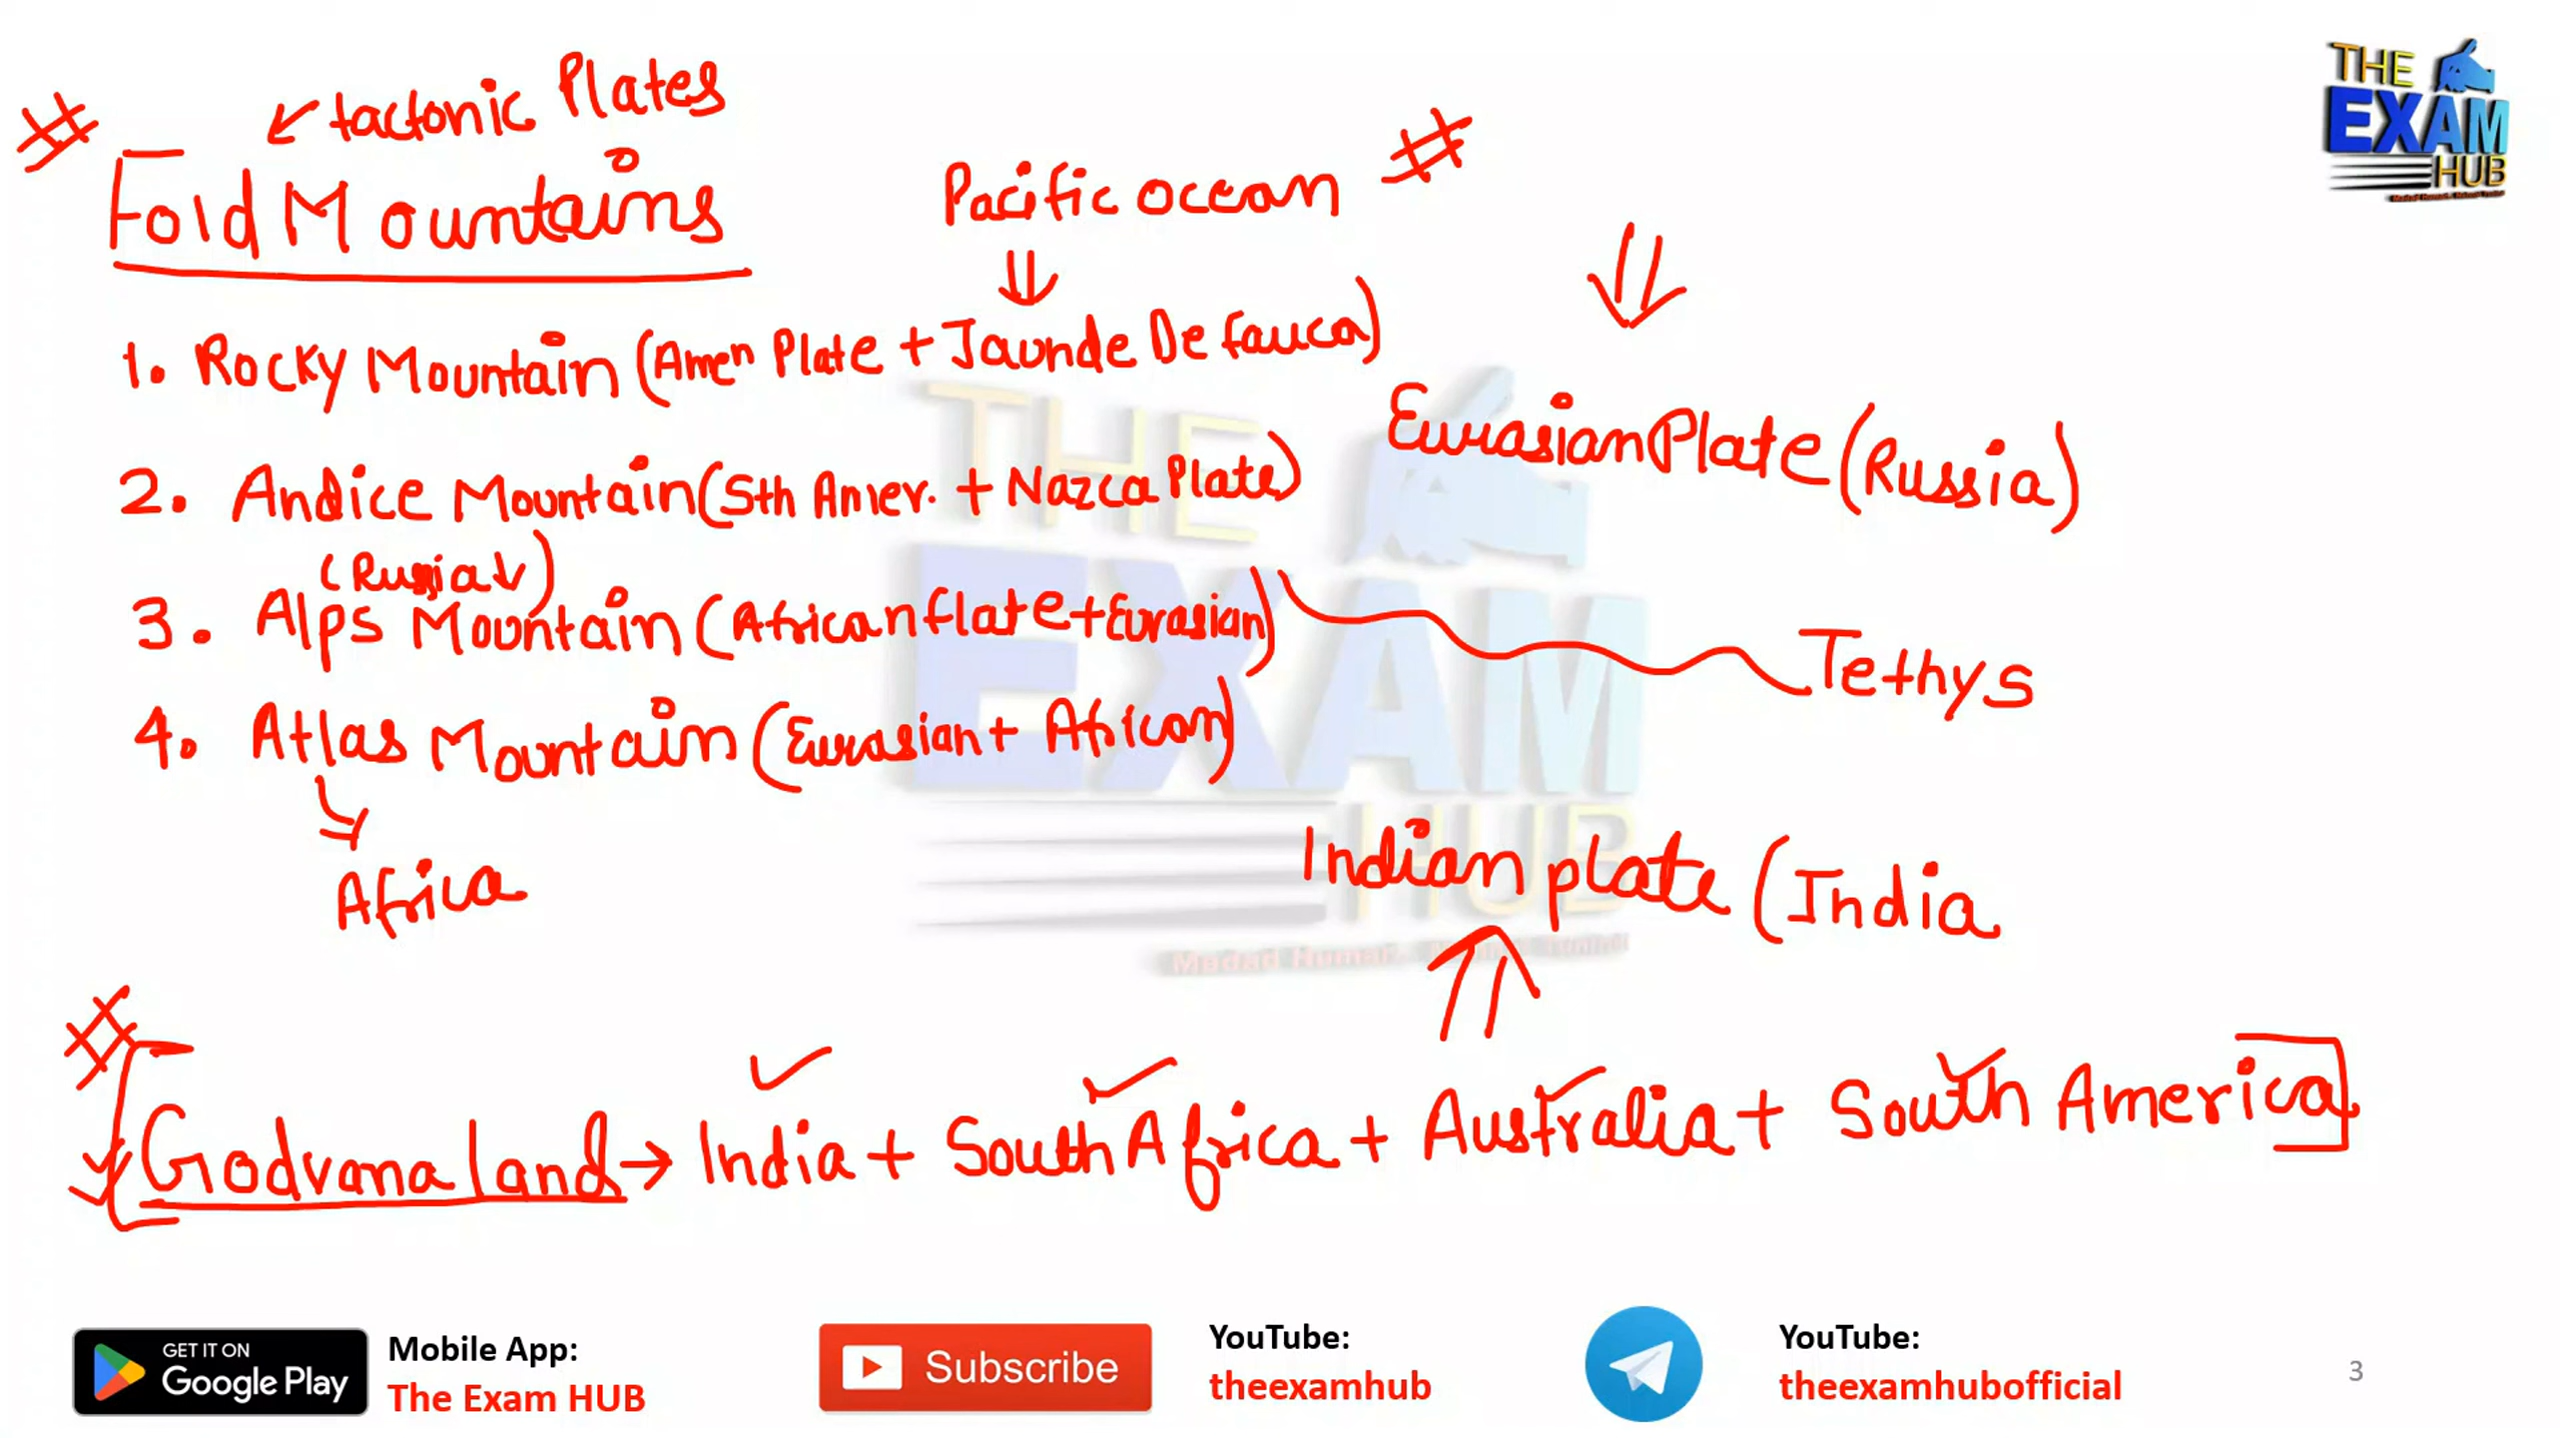 THE
EXAM
HUB
tactonic Plates
Fold Mountains
Pacific ocean
1. Rocky Mountain (Amen Plate + Jaunde De fauca)
2. Andice Mountain (Sth Amer. + Nazca Plate)
Eurasian Plate (Russia)
(Russia↓)
3. Alps Mountain (African Plate + Eurasian)
Tethys
4. Atlas Mountain (Eurasian + African)
Africa
Indian plate (India
Godvana land → India + South Africa + Australia + South America
GET IT ON
Google Play
Mobile App:
The Exam HUB
Subscribe
YouTube:
theexamhub
YouTube:
theexamhubofficial
3